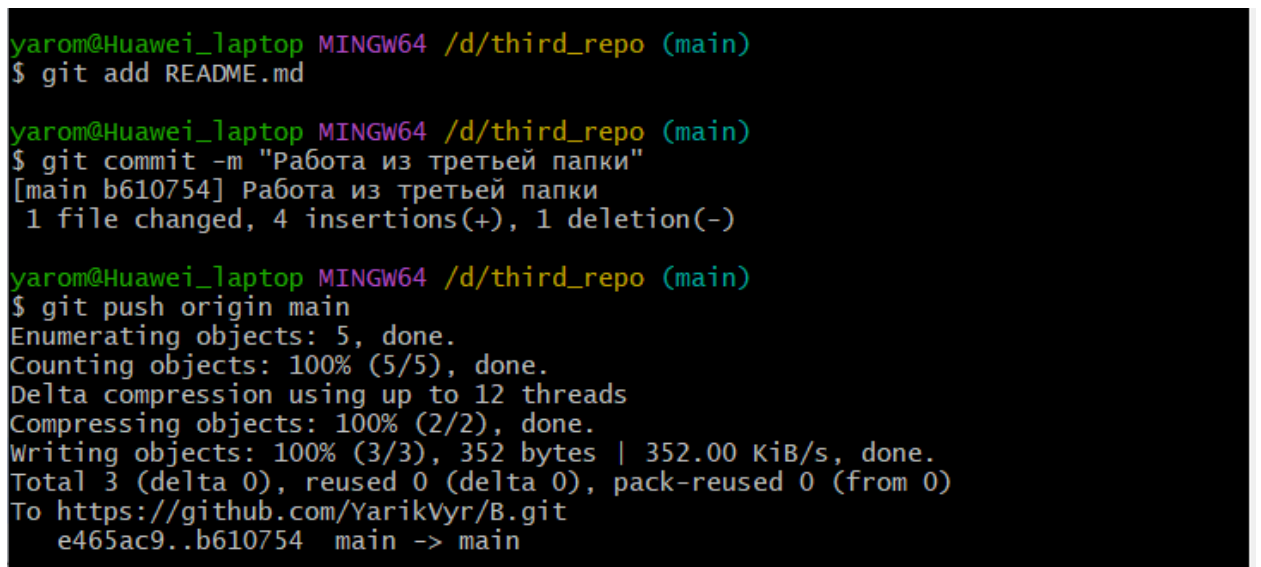 yarom@Huawei_laptop MINGW64 /d/third_repo (main)
$ git add README.md
yarom@Huawei_laptop MINGW64 /d/third_repo (main)
$ git commit -m "Работа из третьей папки"
[main b610754] Работа из третьей папки
 1 file changed, 4 insertions(+), 1 deletion(-)
yarom@Huawei_laptop MINGW64 /d/third_repo (main)
$ git push origin main
Enumerating objects: 5, done.
Counting objects: 100% (5/5), done.
Delta compression using up to 12 threads
Compressing objects: 100% (2/2), done.
Writing objects: 100% (3/3), 352 bytes | 352.00 KiB/s, done.
Total 3 (delta 0), reused 0 (delta 0), pack-reused 0 (from 0)
To https://github.com/YarikVyr/B.git
   e465ac9..b610754  main -> main